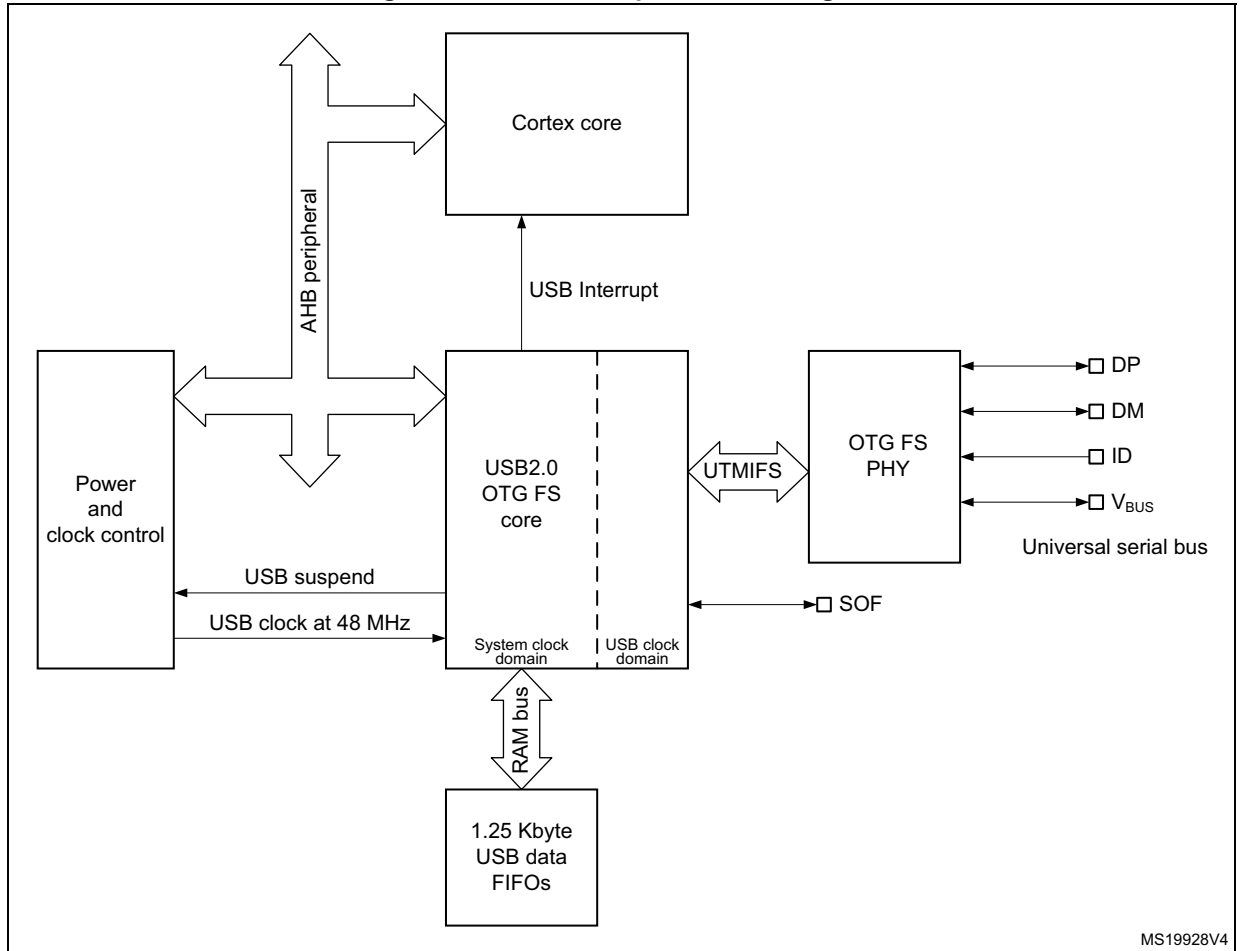 Cortex core
AHB peripheral
USB Interrupt
Power
and
clock control
USB2.0
OTG FS
core
UTMIFS
OTG FS
PHY
DP
DM
ID
VBUS
Universal serial bus
USB suspend
USB clock at 48 MHz
SOF
System clock
domain
USB clock
domain
RAM bus
1.25 Kbyte
USB data
FIFOs
MS19928V4